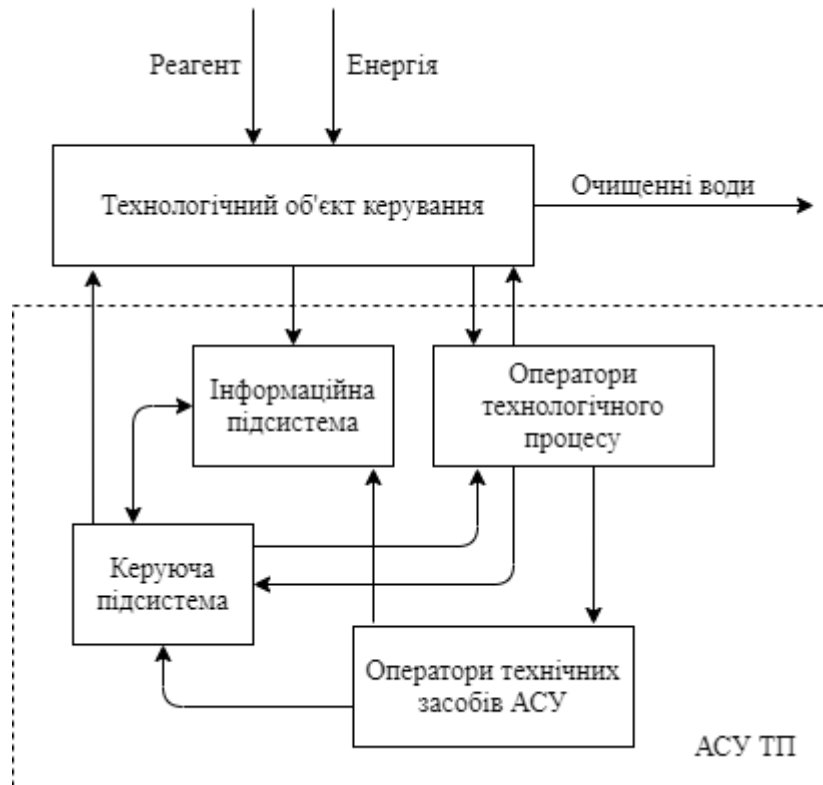 Реагент
Енергія
Технологічний об'єкт керування
Очищенні води
Інформаційна
підсистема
Оператори
технологічного
процесу
Керуюча
підсистема
Оператори технічних
засобів АСУ
АСУ ТП